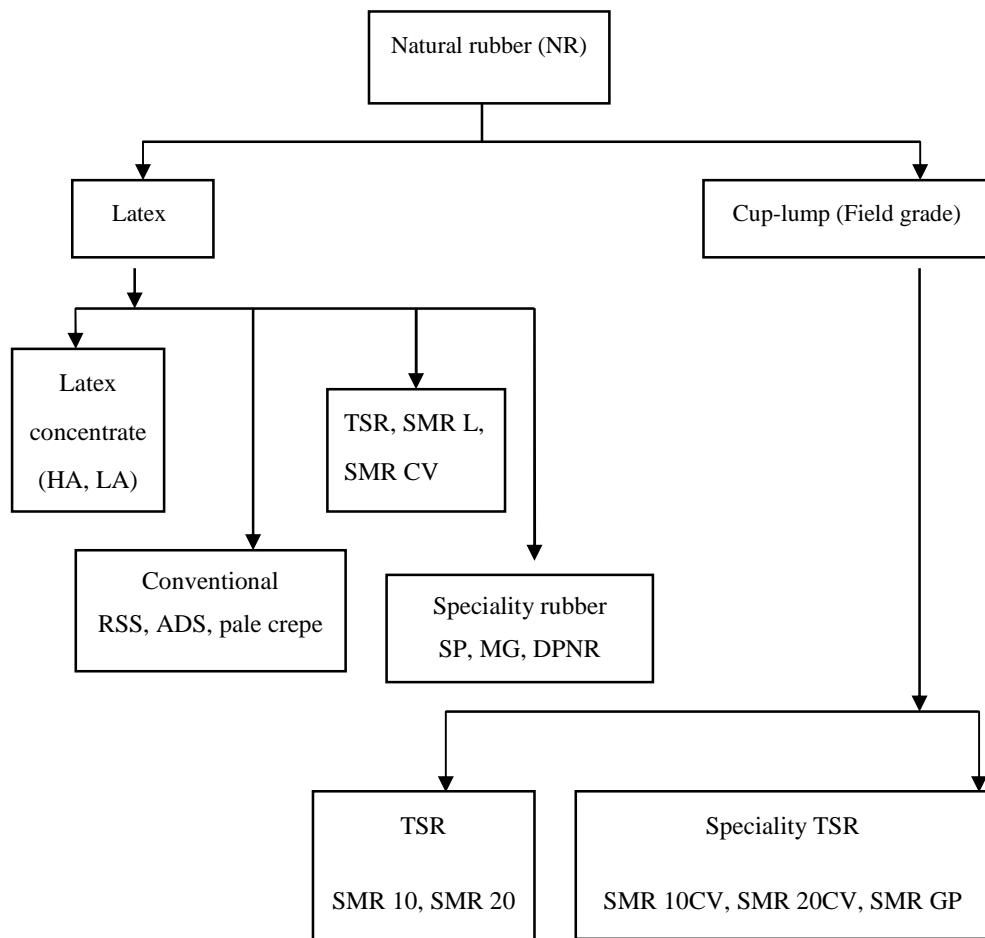 Natural rubber (NR)
Latex
Cup-lump (Field grade)
Latex
concentrate
(HA, LA)
TSR, SMR L,
SMR CV
Conventional
RSS, ADS, pale crepe
Speciality rubber
SP, MG, DPNR
TSR
SMR 10, SMR 20
Speciality TSR
SMR 10CV, SMR 20CV, SMR GP